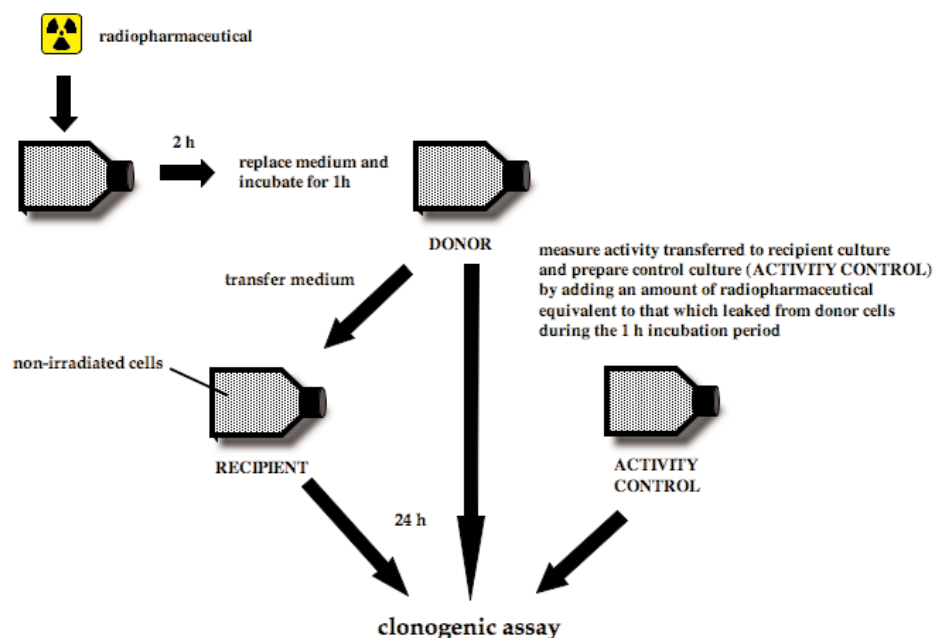 radiopharmaceutical
2 h
replace medium and
incubate for 1h
DONOR
measure activity transferred to recipient culture
and prepare control culture (ACTIVITY CONTROL)
by adding an amount of radiopharmaceutical
equivalent to that which leaked from donor cells
during the 1 h incubation period
transfer medium
non-irradiated cells
RECIPIENT
ACTIVITY
CONTROL
24 h
clonogenic assay